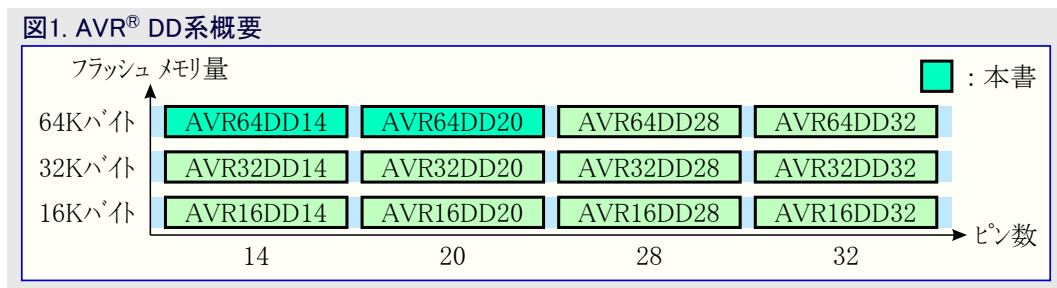 図1. AVR® DD系概要
フラッシュ メモリ量
:本書
64Kバイト AVR64DD14 AVR64DD20 AVR64DD28 AVR64DD32
32Kバイト AVR32DD14 AVR32DD20 AVR32DD28 AVR32DD32
16Kバイト AVR16DD14 AVR16DD20 AVR16DD28 AVR16DD32
ピン数
14 20 28 32